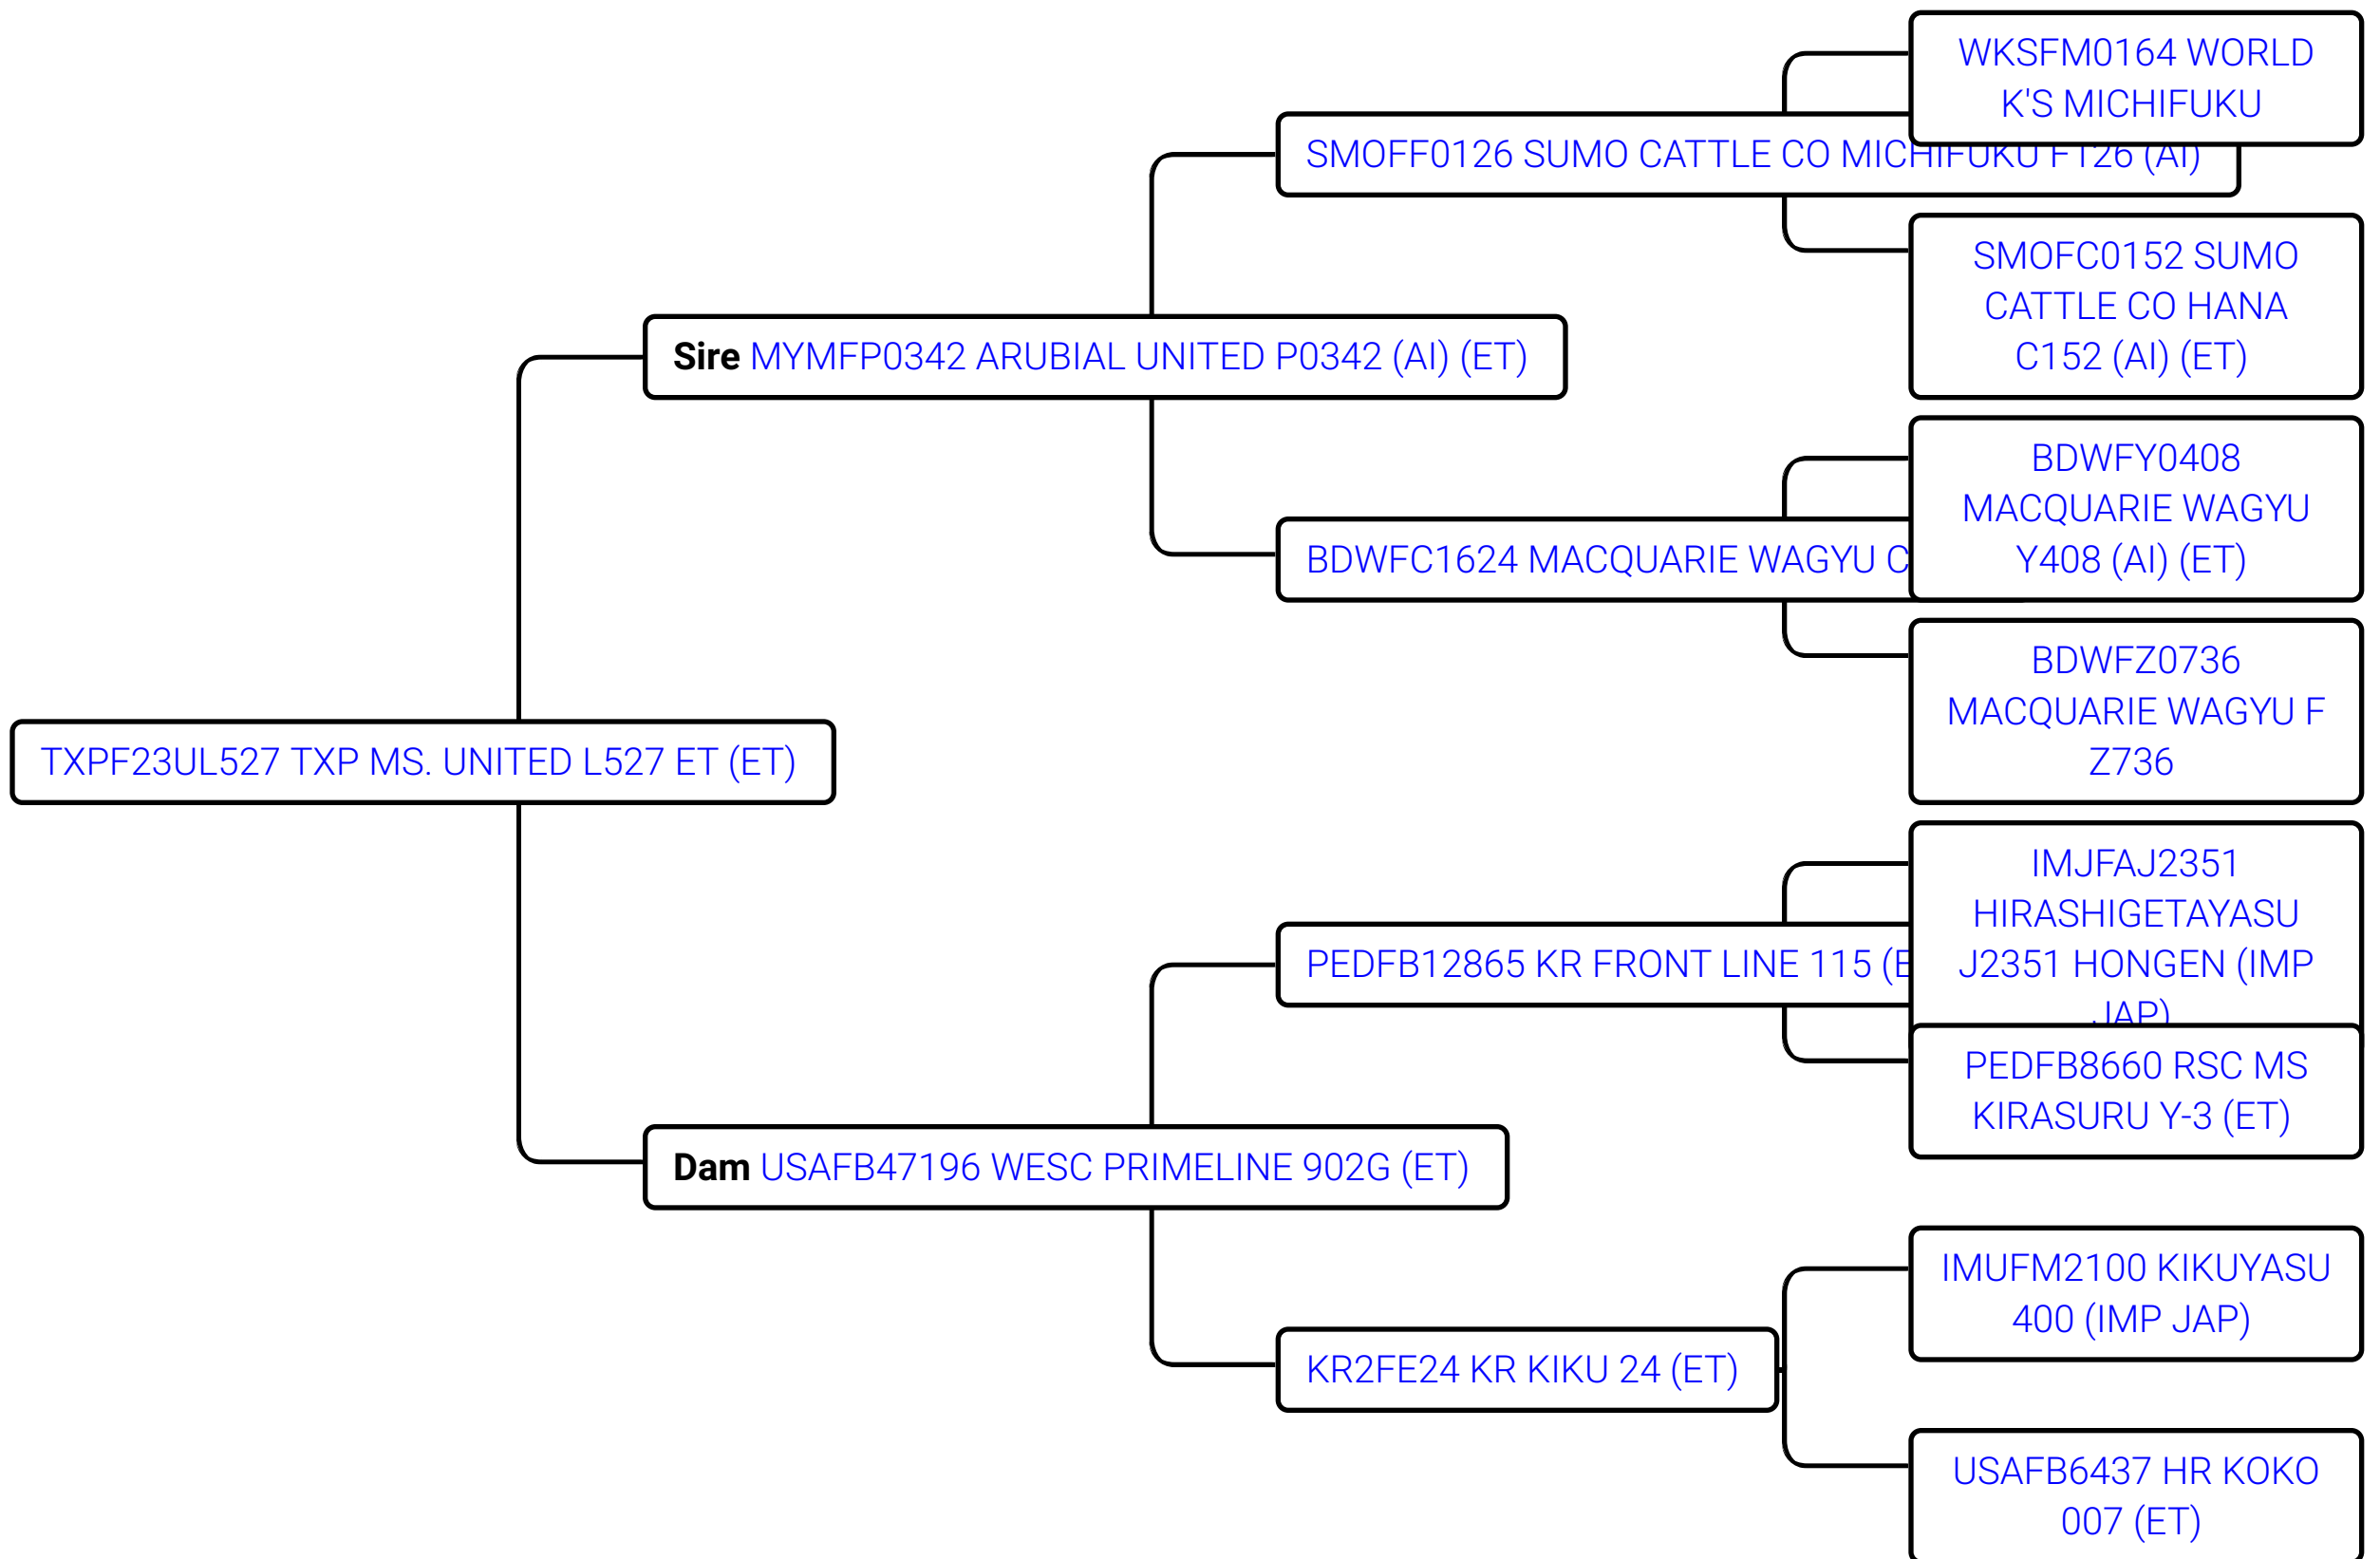 WKSFM0164 WORLD
K'S MICHIFUKU
SMOFF0126 SUMO CATTLE CO MICHIFUKU F126 (AI)
SMOFC0152 SUMO
CATTLE CO HANA
C152 (AI) (ET)
Sire MYMFP0342 ARUBIAL UNITED P0342 (AI) (ET)
BDWFY0408
MACQUARIE WAGYU
Y408 (AI) (ET)
BDWFC1624 MACQUARIE WAGYU
BDWFZ0736
MACQUARIE WAGYU F
Z736
TXPF23UL527 TXP MS. UNITED L527 ET (ET)
IMJFAJ2351
HIRASHIGETAYASU
J2351 HONGEN (IMP
JAP)
PEDFB12865 KR FRONT LINE 115
PEDFB8660 RSC MS
KIRASURU Y-3 (ET)
Dam USAFB47196 WESC PRIMELINE 902G (ET)
IMUFM2100 KIKUYASU
400 (IMP JAP)
KR2FE24 KR KIKU 24 (ET)
USAFB6437 HR KOKO
007 (ET)